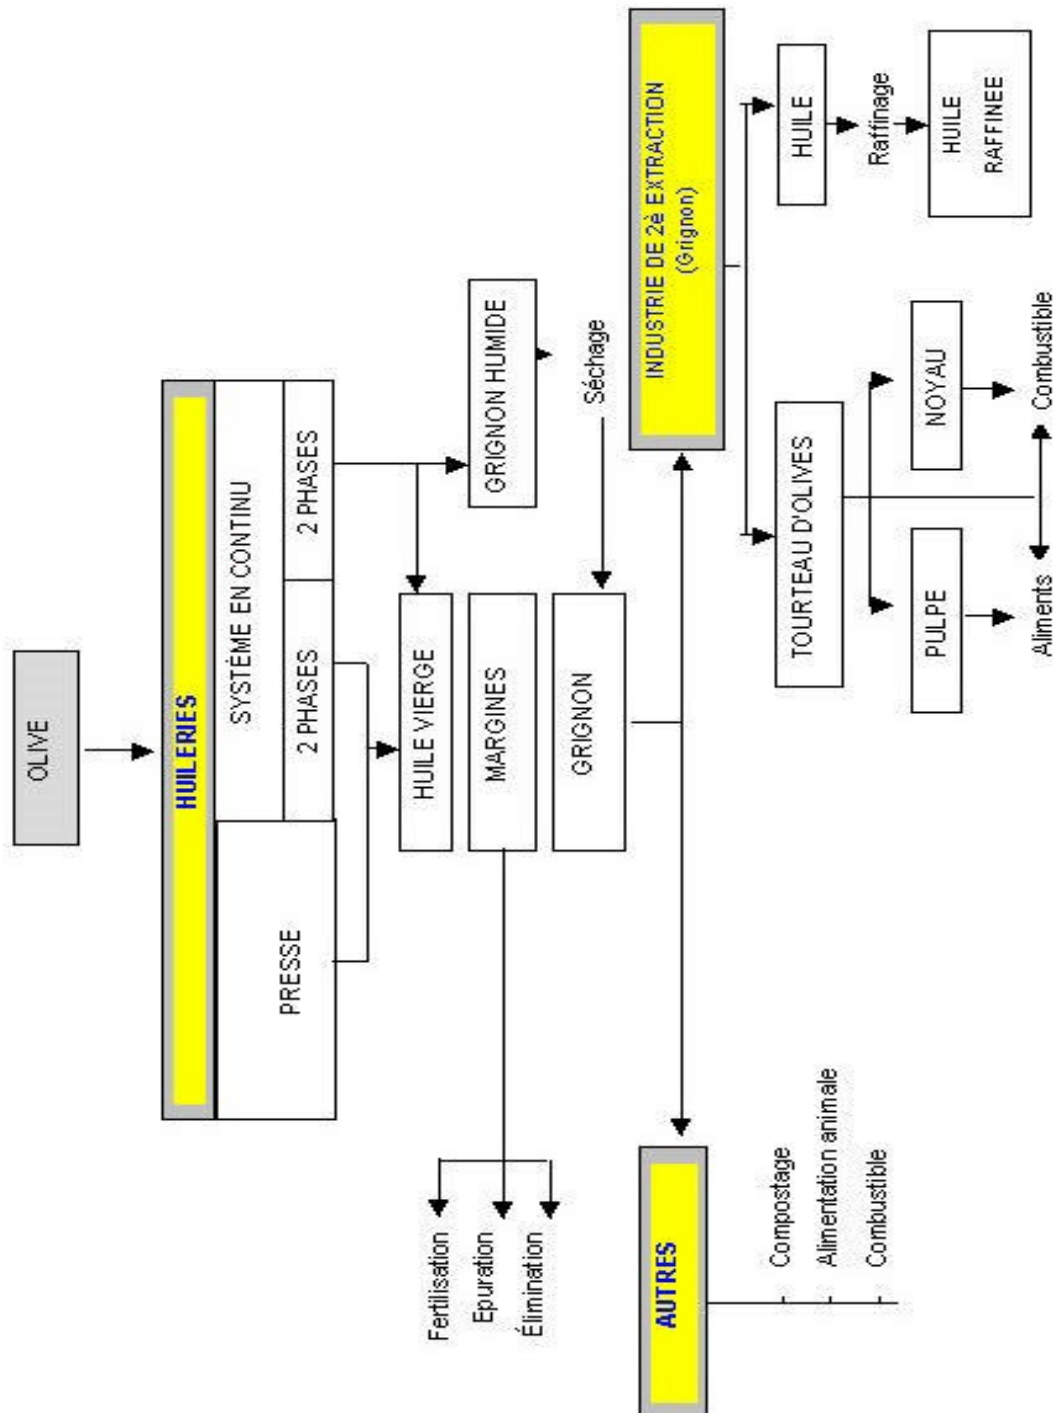 OLIVE
HUILERIES
PRESSE
SYSTÈME EN CONTINU
2 PHASES
2 PHASES
HUILE VIERGE
MARGINES
GRIGNON
GRIGNON HUMIDE
Séchage
Fertilisation
Epuration
Élimination
AUTRES
Compostage
Alimentation animale
Combustible
INDUSTRIE DE 2è EXTRACTION
(Grignon)
TOURTEAU D'OLIVES
HUILE
Raffinage
HUILE
RAFFINEE
PULPE
NOYAU
Aliments
Combustible